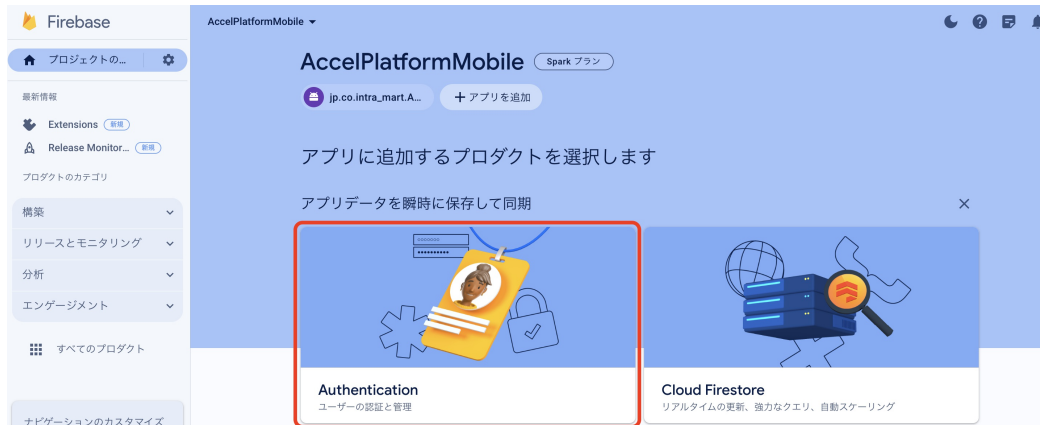 Firebase
プロジェクトの...
最新情報
Extensions 新規
Release Monitor... 新規
プロダクトのカテゴリ
構築
リリースとモニタリング
分析
エンゲージメント
すべてのプロダクト
ナビゲーションのカスタマイズ
AccelPlatformMobile
AccelPlatformMobile Spark プラン
jp.co.intra_mart.A... + アプリを追加
アプリに追加するプロダクトを選択します
アプリデータを瞬時に保存して同期
Authentication
ユーザーの認証と管理
Cloud Firestore
リアルタイムの更新、強力なクエリ、自動スケーリング